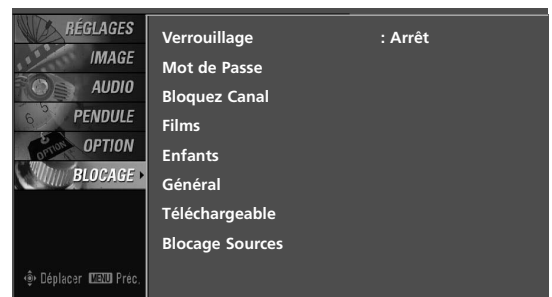 RÉGLAGES
IMAGE
AUDIO
PENDULE
OPTION
BLOCAGE
Déplacer MENU Préc.
Verrouillage : Arrêt
Mot de Passe
Bloquez Canal
Films
Enfants
Général
Téléchargeable
Blocage Sources